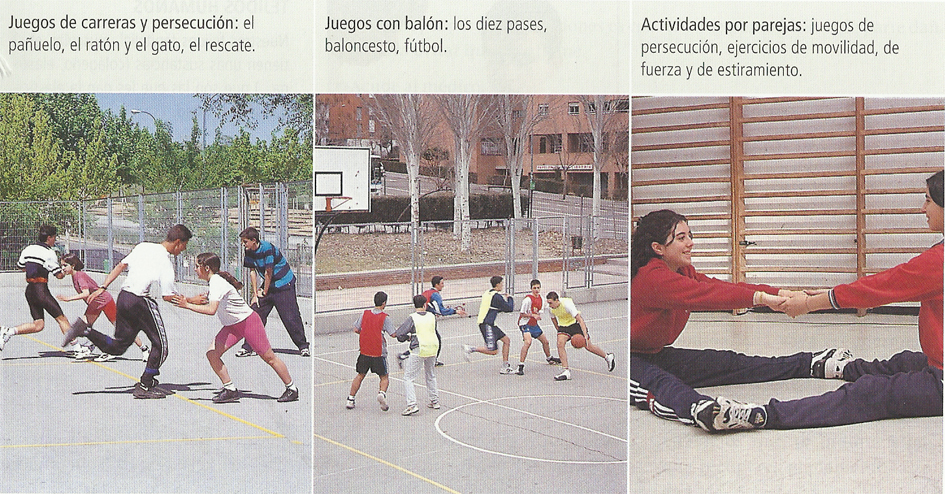 Juegos de carreras y persecución: el
pañuelo, el ratón y el gato, el rescate.
Juegos con balón: los diez pases,
baloncesto, fútbol.
Actividades por parejas: juegos de
persecución, ejercicios de movilidad, de
fuerza y de estiramiento.